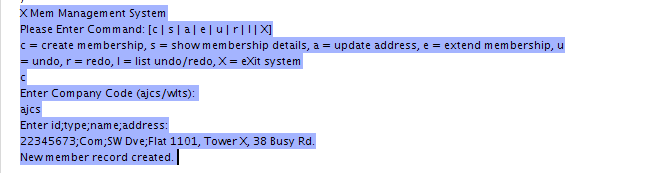 X Mem Management System
Please Enter Command: [c | s | a | e | u | r | l | X]
c = create membership, s = show membership details, a = update address, e = extend membership, u
= undo, r = redo, l = list undo/redo, X = eXit system
c
Enter Company Code (ajcs/wlts):
ajcs
Enter id;type;name;address:
22345673;Com;SW Dve;Flat 1101, Tower X, 38 Busy Rd.
New member record created.